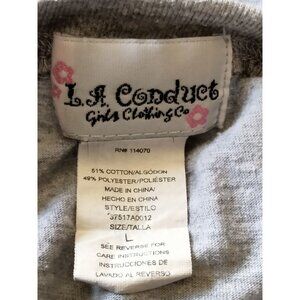 L.A. Conduct
Girls Clothing Co
RN# 114070
51% COTTON/ALGODON
49% POLYESTER/POLIESTER
MADE IN CHINA/
HECHO EN CHINA
STYLE/ESTILO
37517A0012
SIZE/TALLA
L
SEE REVERSE FOR
CARE INSTRUCTIONS
INSTRUCCIONES DE
LAVADO AL REVERSO